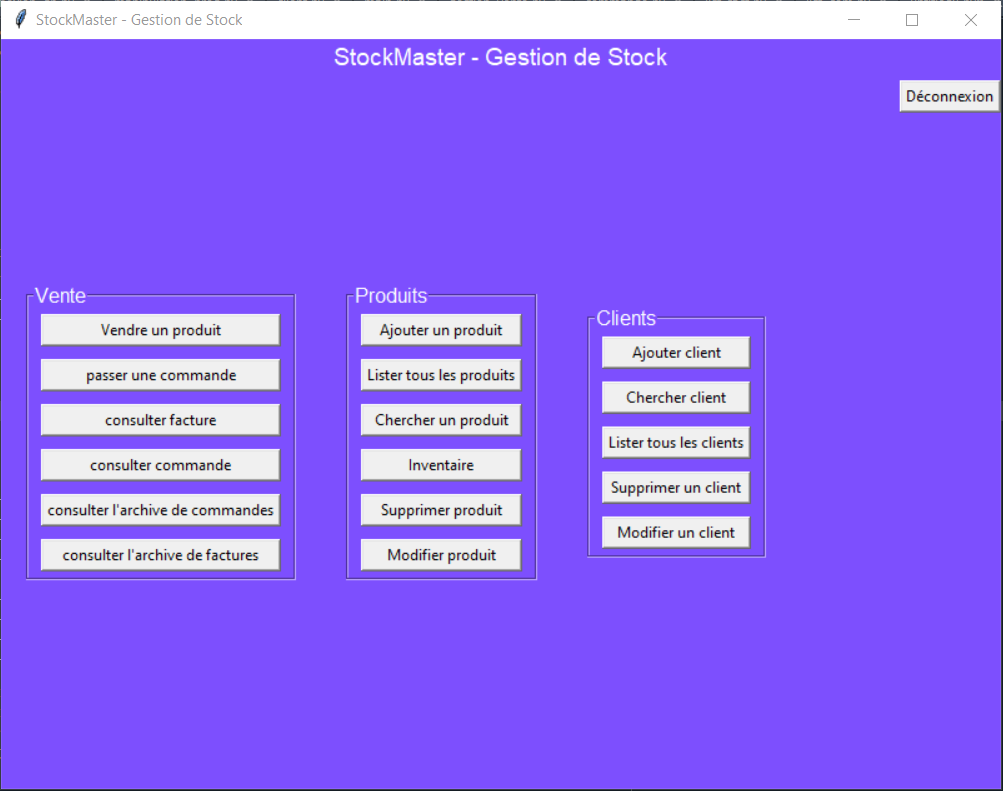 StockMaster - Gestion de Stock
StockMaster - Gestion de Stock
Déconnexion
Vente
Vendre un produit
passer une commande
consulter facture
consulter commande
consulter l'archive de commandes
consulter l'archive de factures
Produits
Ajouter un produit
Lister tous les produits
Chercher un produit
Inventaire
Supprimer produit
Modifier produit
Clients
Ajouter client
Chercher client
Lister tous les clients
Supprimer un client
Modifier un client